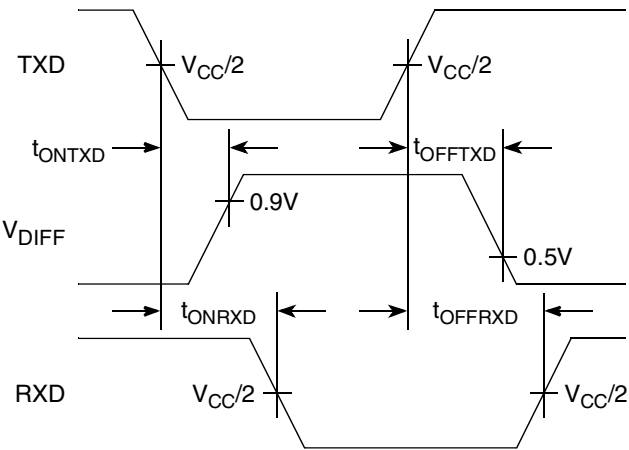 TXD
VCC/2
VCC/2
tONTXD
tOFFTXD
VDIFF
0.9V
0.5V
tONRXD
tOFFRXD
RXD
VCC/2
VCC/2